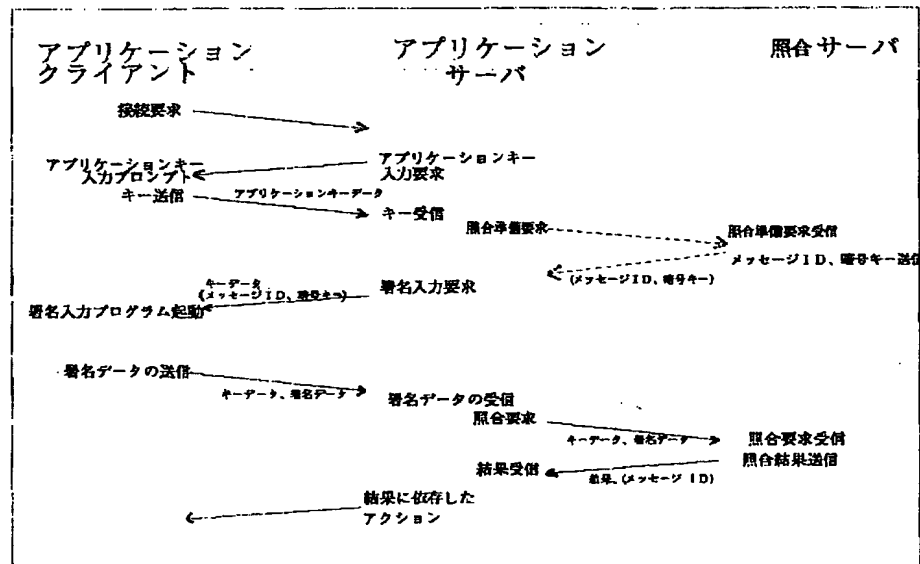 アプリケーション
クライアント
アプリケーション
サーバ
照合サーバ
接続要求
アプリケーションキー
入力プロンプト
アプリケーションキー
入力要求
キー送信
アプリケーションキーデータ
キー受信
照合準備要求
照合準備要求受信
メッセージID、暗号キー送信
(メッセージID、暗号キー)
署名入力要求
キーデータ
(メッセージID、暗号キー)
署名入力プログラム起動
署名データの送信
キーデータ、署名データ
署名データの受信
照合要求
キーデータ、署名データ
照合要求受信
照合結果送信
結果受信
結果、(メッセージ ID)
結果に依存した
アクション